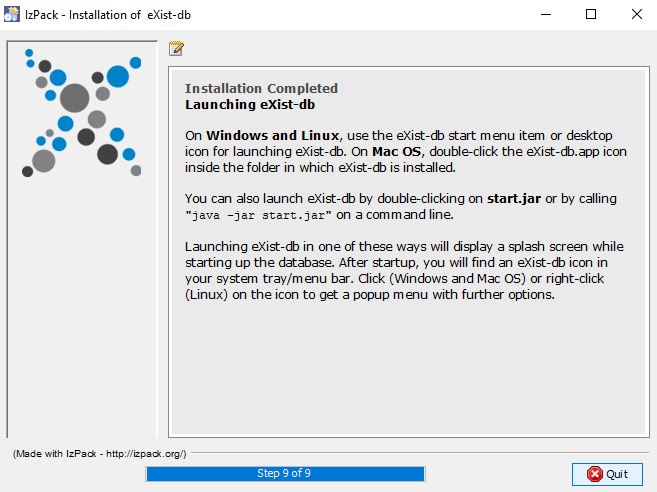 IzPack - Installation of eXist-db
Installation Completed
Launching eXist-db
On Windows and Linux, use the eXist-db start menu item or desktop
icon for launching eXist-db. On Mac OS, double-click the eXist-db.app icon
inside the folder in which eXist-db is installed.
You can also launch eXist-db by double-clicking on start.jar or by calling
"java -jar start.jar" on a command line.
Launching eXist-db in one of these ways will display a splash screen while
starting up the database. After startup, you will find an eXist-db icon in
your system tray/menu bar. Click (Windows and Mac OS) or right-click
(Linux) on the icon to get a popup menu with further options.
(Made with IzPack - http://izpack.org/)
Step 9 of 9
Quit